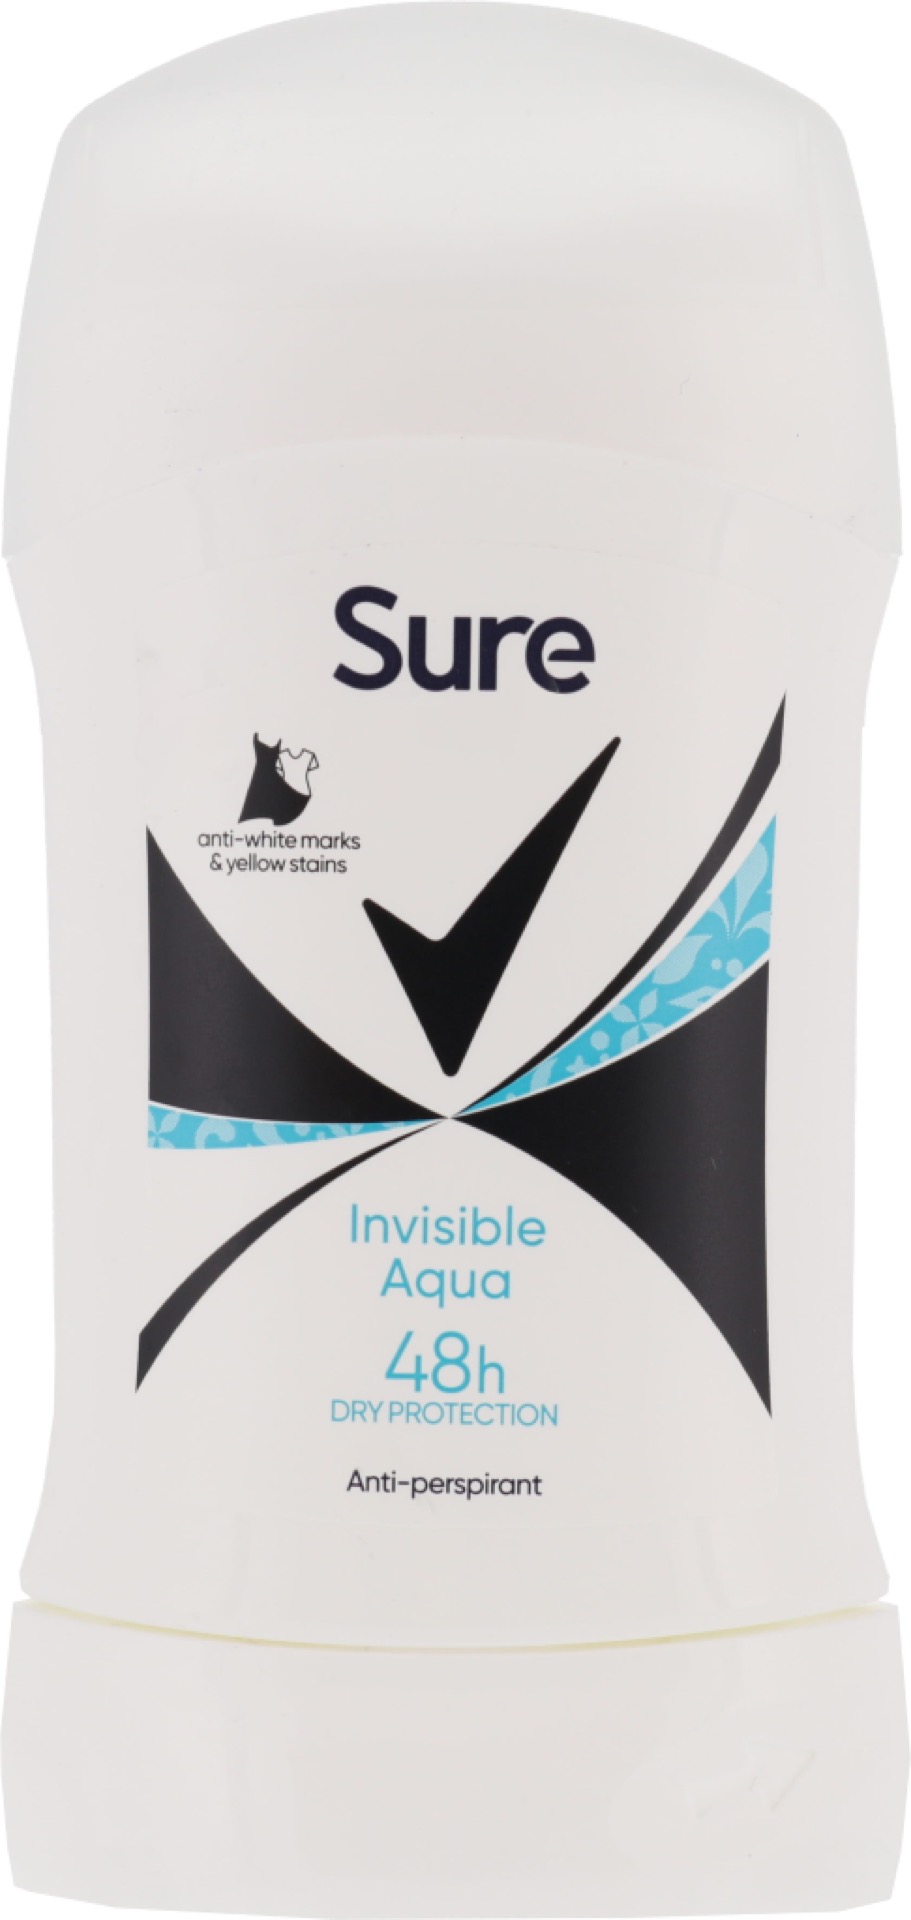 Sure
anti-white marks
& yellow stains
Invisible
Aqua
48h
DRY PROTECTION
Anti-perspirant